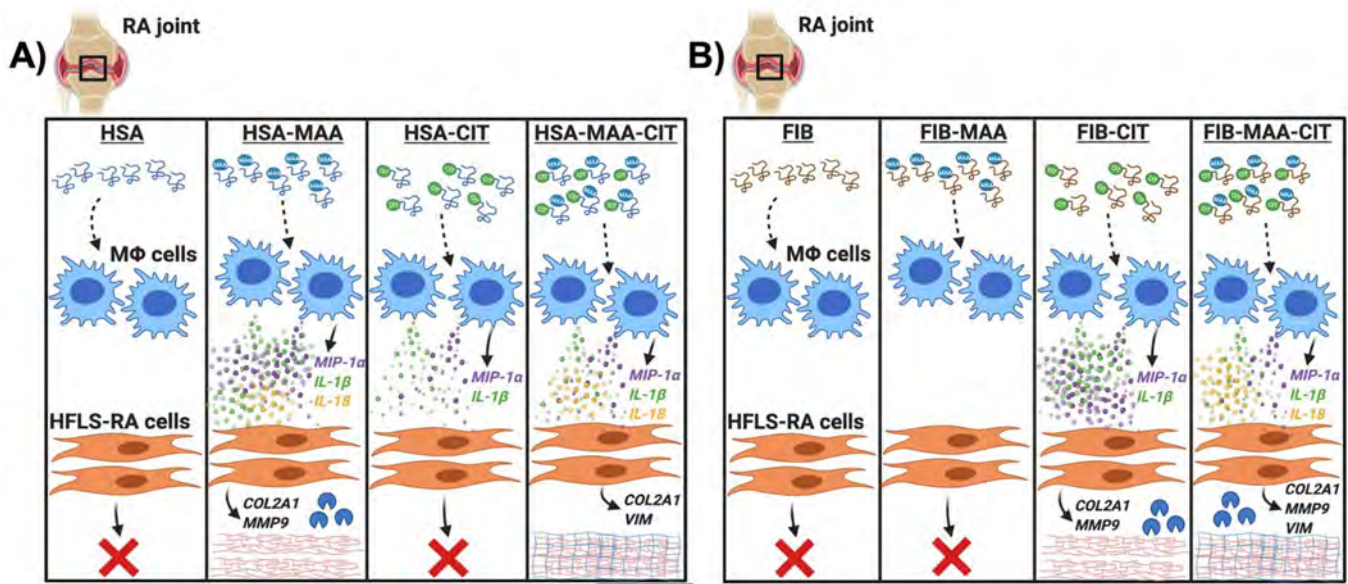 A)
RA joint
HSA
HSA-MAA
HSA-CIT
HSA-MAA-CIT
MΦ cells
MIP-1α
IL-1β
IL-18
MIP-1α
IL-1β
MIP-1α
IL-1β
IL-18
HFLS-RA cells
COL2A1
MMP9
COL2A1
VIM
B)
RA joint
FIB
FIB-MAA
FIB-CIT
FIB-MAA-CIT
MΦ cells
MIP-1α
IL-1β
MIP-1α
IL-1β
IL-18
HFLS-RA cells
COL2A1
MMP9
COL2A1
MMP9
VIM